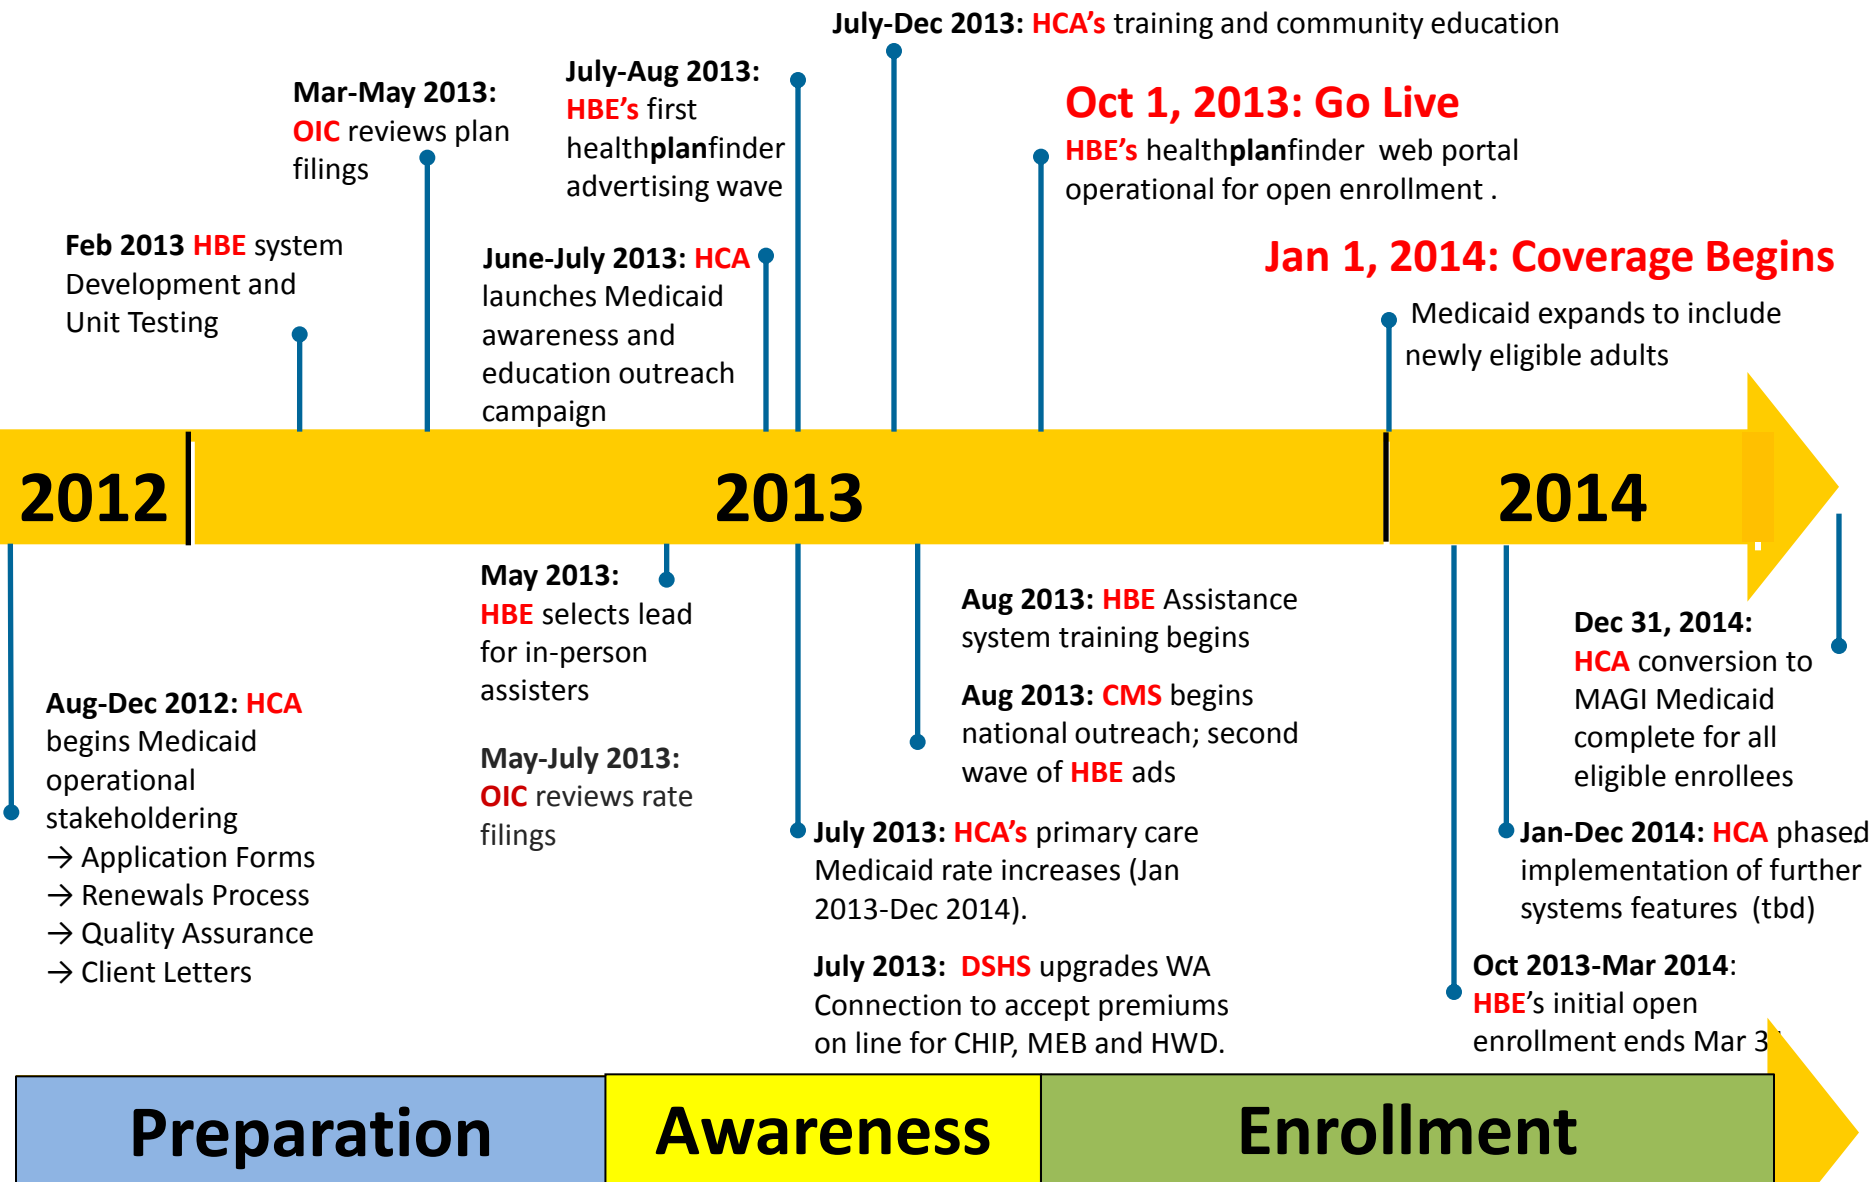 July-Dec 2013: HCA's training and community education
July-Aug 2013:
HBE's first
healthplanfinder
advertising wave
Mar-May 2013:
OIC reviews plan
filings
Oct 1, 2013: Go Live
HBE's healthplanfinder web portal
operational for open enrollment .
Feb 2013 HBE system
Development and
Unit Testing
June-July 2013: HCA
launches Medicaid
awareness and
education outreach
campaign
Jan 1, 2014: Coverage Begins
Medicaid expands to include
newly eligible adults
2012
2013
2014
Aug-Dec 2012: HCA
begins Medicaid
operational
stakeholdering
→ Application Forms
→ Renewals Process
→ Quality Assurance
→ Client Letters
May 2013:
HBE selects lead
for in-person
assisters
May-July 2013:
OIC reviews rate
filings
Aug 2013: HBE Assistance
system training begins
Aug 2013: CMS begins
national outreach; second
wave of HBE ads
July 2013: HCA's primary care
Medicaid rate increases (Jan
2013-Dec 2014).
July 2013: DSHS upgrades WA
Connection to accept premiums
on line for CHIP, MEB and HWD.
Dec 31, 2014:
HCA conversion to
MAGI Medicaid
complete for all
eligible enrollees
Jan-Dec 2014: HCA phased
implementation of further
systems features (tbd)
Oct 2013-Mar 2014:
HBE's initial open
enrollment ends Mar
Preparation
Awareness
Enrollment